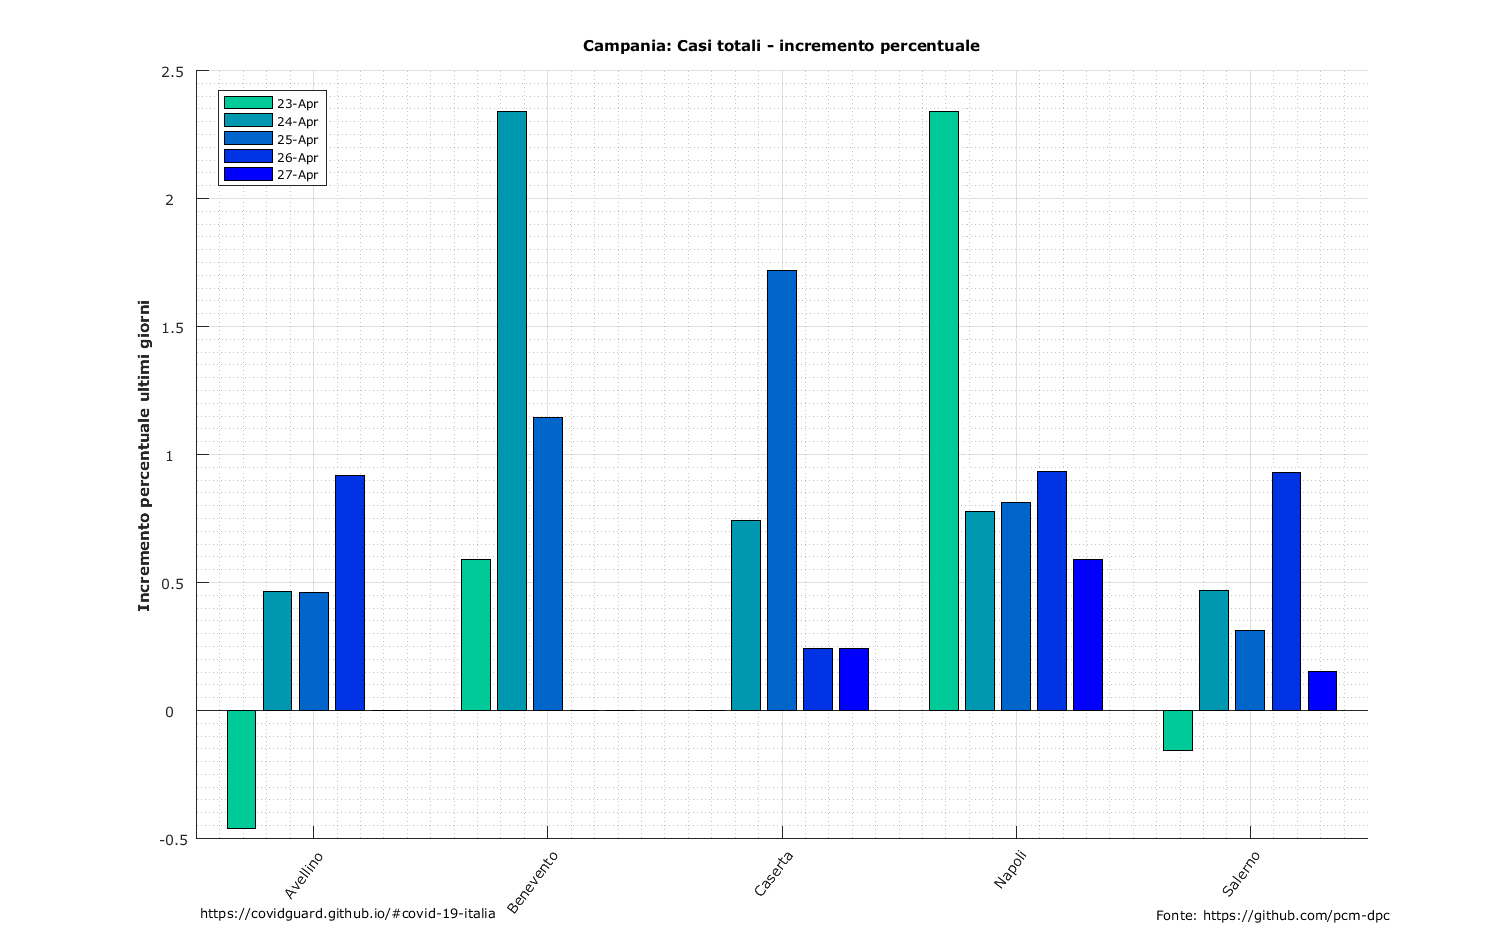 Campania: Casi totali - incremento percentuale
23-Apr
24-Apr
25-Apr
26-Apr
27-Apr
Incremento percentuale ultimi giorni
2.5
2
1.5
1
0.5
0
-0.5
Avellino
Benevento
Caserta
Napoli
Salerno
https://covidguard.github.io/#covid-19-italia
Fonte: https://github.com/pcm-dpc